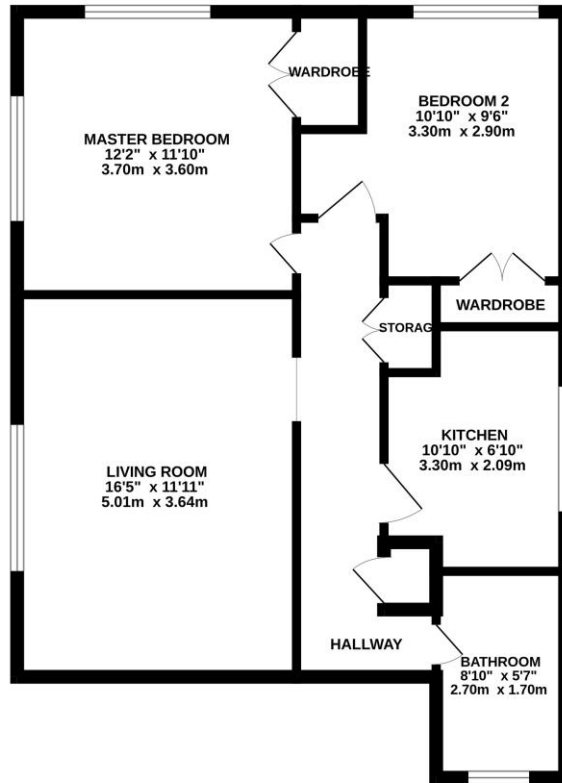 WARDROBE
MASTER BEDROOM
12'2" x 11'10"
3.70m x 3.60m
BEDROOM 2
10'10" x 9'6"
3.30m x 2.90m
WARDROBE
STORAG
LIVING ROOM
16'5" x 11'11"
5.01m x 3.64m
KITCHEN
10'10" x 6'10"
3.30m x 2.09m
HALLWAY
BATHROOM
8'10" x 5'7"
2.70m x 1.70m